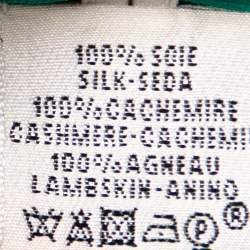 100% SOIE
SILK-SEDA
100% CACHEMIRE
CASHMERE-CACHEMI
100% AGNEAU
LAMBSKIN-ANINO
P ®